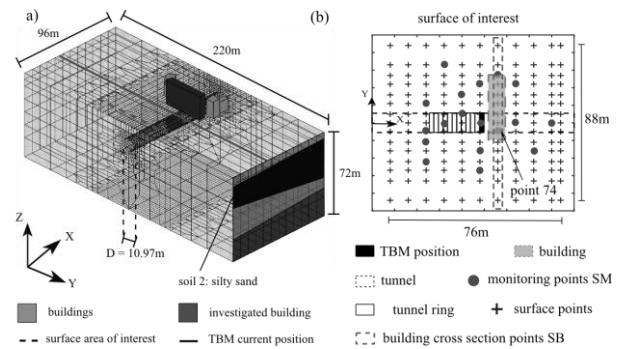 a)
96m
220m
72m
Z
X
Y
D = 10.97m
soil 2: silty sand
buildings
investigated building
surface area of interest
TBM current position
(b)
surface of interest
Y
X
88m
point 74
76m
TBM position
building
tunnel
monitoring points SM
tunnel ring
surface points
building cross section points SB